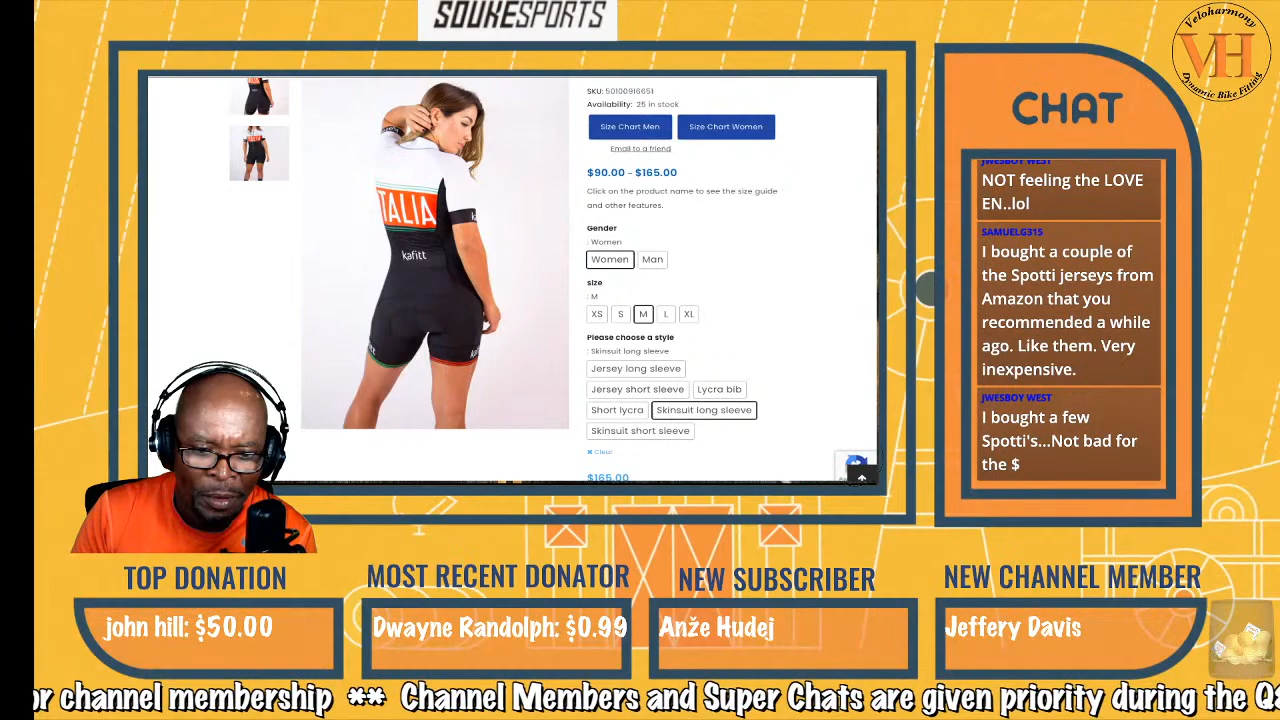 SOUKESPORTS
Veloharmony
VH
Dynamic Bike Fitting
SKU: 50100916651
Availability: 25 in stock
Size Chart Men
Size Chart Women
Email to a friend
$90.00 - $165.00
Click on the product name to see the size guide
and other features.
Gender
: Women
Women
Man
size
: M
XS
S
M
L
XL
Please choose a style
: Skinsuit long sleeve
Jersey long sleeve
Jersey short sleeve
Lycra bib
Short lycra
Skinsuit long sleeve
Skinsuit short sleeve
Clear
$165.00
ITALIA
kafitt
CHAT
JWESBOY WEST
NOT feeling the LOVE
EN..lol
SAMUELG315
I bought a couple of
the Spotti jerseys from
Amazon that you
recommended a while
ago. Like them. Very
inexpensive.
JWESBOY WEST
I bought a few
Spotti's...Not bad for
the $
TOP DONATION
john hill: $50.00
MOST RECENT DONATOR
Dwayne Randolph: $0.99
NEW SUBSCRIBER
Anže Hudej
NEW CHANNEL MEMBER
Jeffery Davis
or channel membership ** Channel Members and Super Chats are given priority during the Q